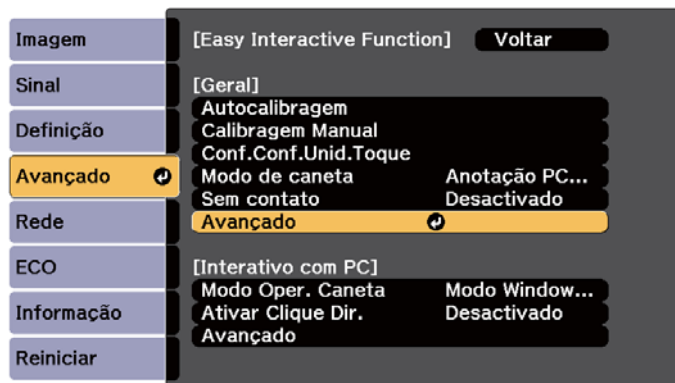 Imagem
Sinal
Definição
Avançado
Rede
ECO
Informação
Reiniciar
[Easy Interactive Function] Voltar
[Geral]
Autocalibragem
Calibragem Manual
Conf.Conf.Unid.Toque
Modo de caneta Anotação PC...
Sem contato Desactivado
Avançado
[Interativo com PC]
Modo Oper. Caneta Modo Window...
Ativar Clique Dir. Desactivado
Avançado